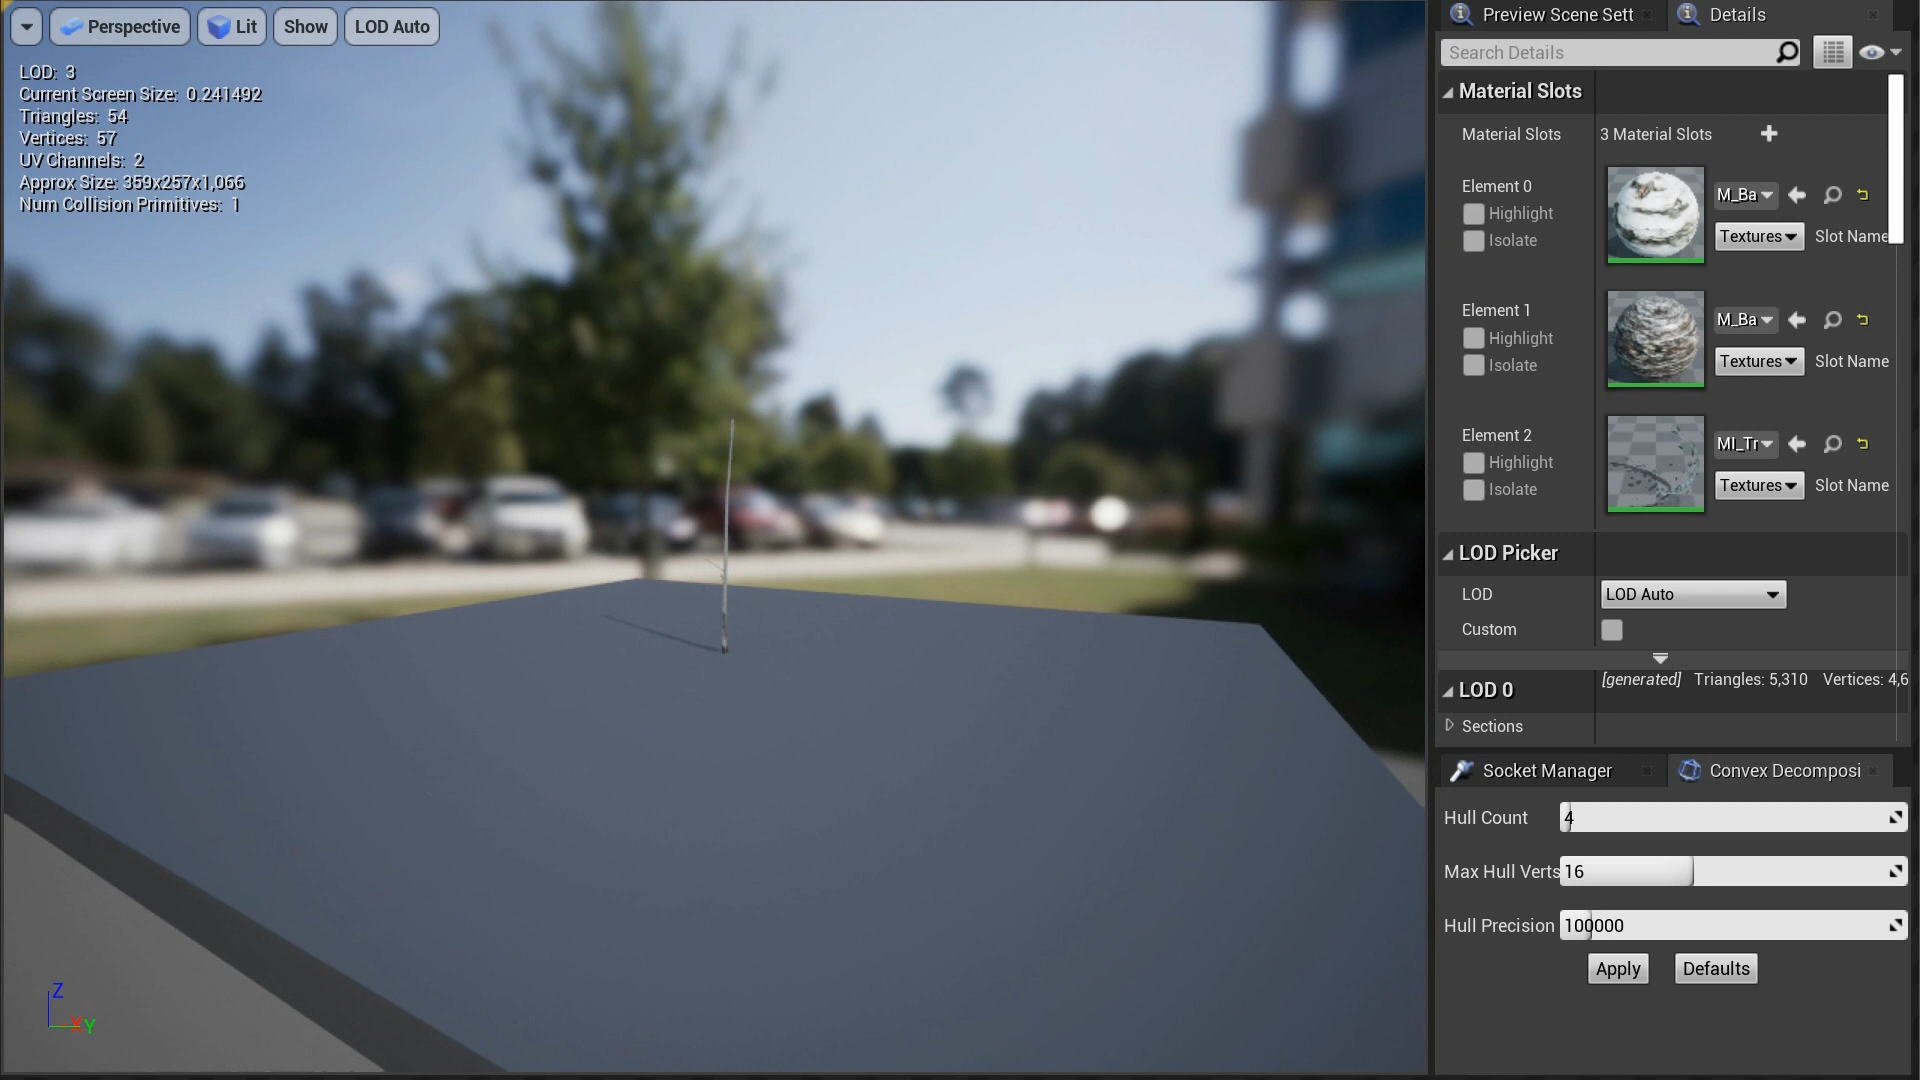 Perspective Lit Show LOD Auto
LOD: 3
Current Screen Size: 0.241492
Triangles: 54
Vertices: 57
UV Channels: 2
Approx Size: 359x257x1,066
Num Collision Primitives: 1
Z
X Y
Preview Scene Sett Details
Search Details
Material Slots
Material Slots 3 Material Slots
Element 0 M_Ba
Highlight
Isolate Textures Slot Name
Element 1 M_Ba
Highlight
Isolate Textures Slot Name
Element 2 MI_Tr
Highlight
Isolate Textures Slot Name
LOD Picker
LOD LOD Auto
Custom
LOD 0 [generated] Triangles: 5,310 Vertices: 4,6
Sections
Socket Manager Convex Decomposi
Hull Count 4
Max Hull Verts 16
Hull Precision 100000
Apply Defaults